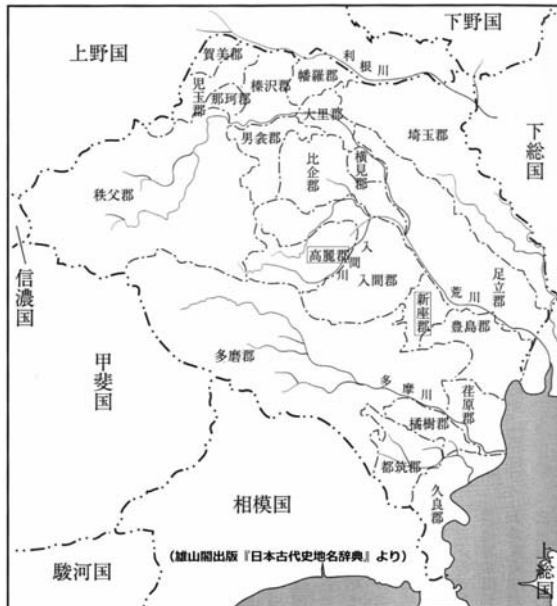 上野国
下野国
利根川
賀美郡
児玉郡
那珂郡
榛沢郡
幡羅郡
大里郡
男衾郡
埼玉郡
下総国
比企郡
横見郡
秩父郡
信濃国
高麗郡
入間川
入間郡
新座郡
荒川
足立郡
豊島郡
甲斐国
多磨郡
多摩川
荏原郡
橘樹郡
都筑郡
久良郡
相模国
(雄山閣出版『日本古代史地名辞典』より)
駿河国
上総国